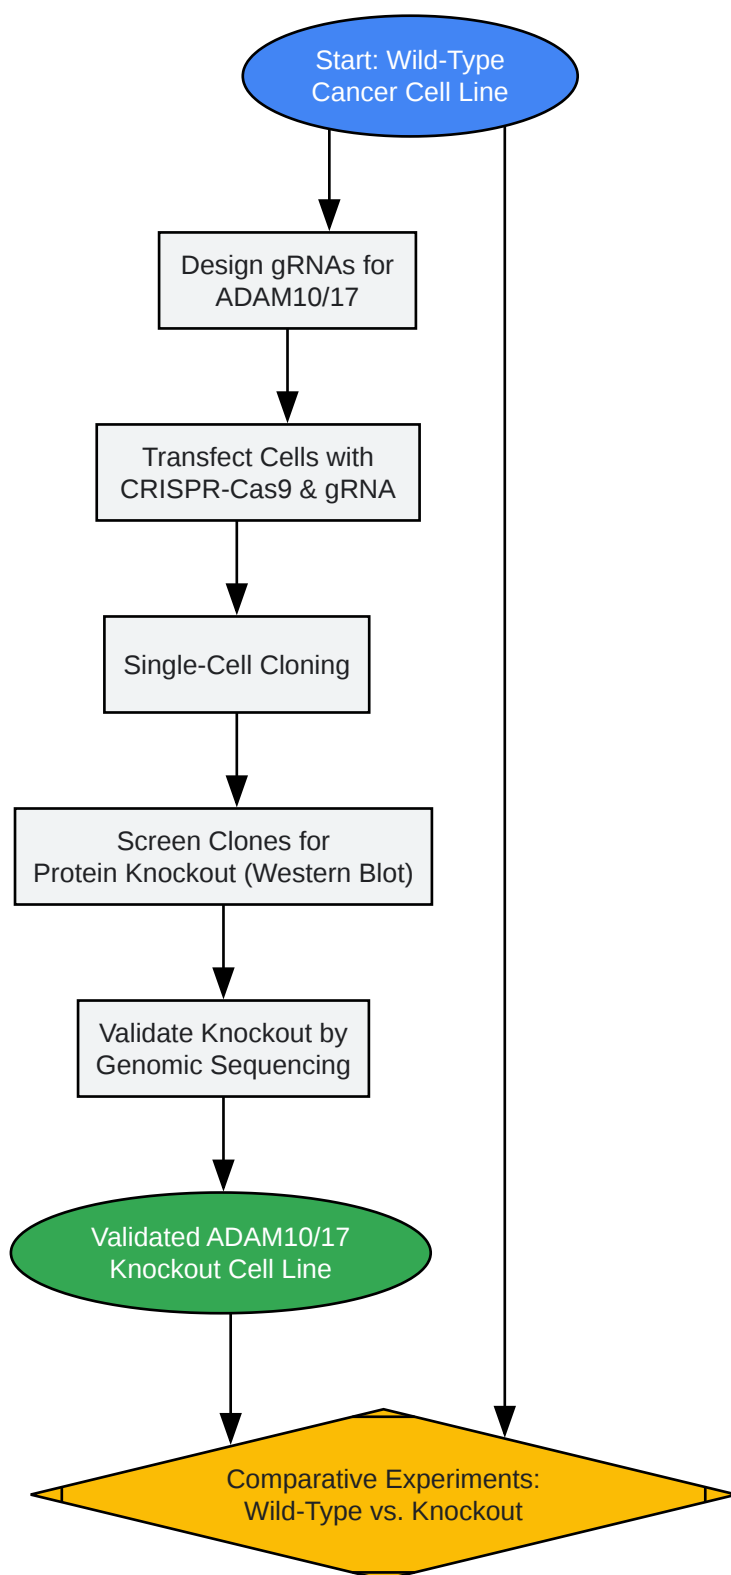 Start: Wild-Type
Cancer Cell Line
Design gRNAs for
ADAM10/17
Transfect Cells with
CRISPR-Cas9 & gRNA
Single-Cell Cloning
Screen Clones for
Protein Knockout (Western Blot)
Validate Knockout by
Genomic Sequencing
Validated ADAM10/17
Knockout Cell Line
Comparative Experiments:
Wild-Type vs. Knockout